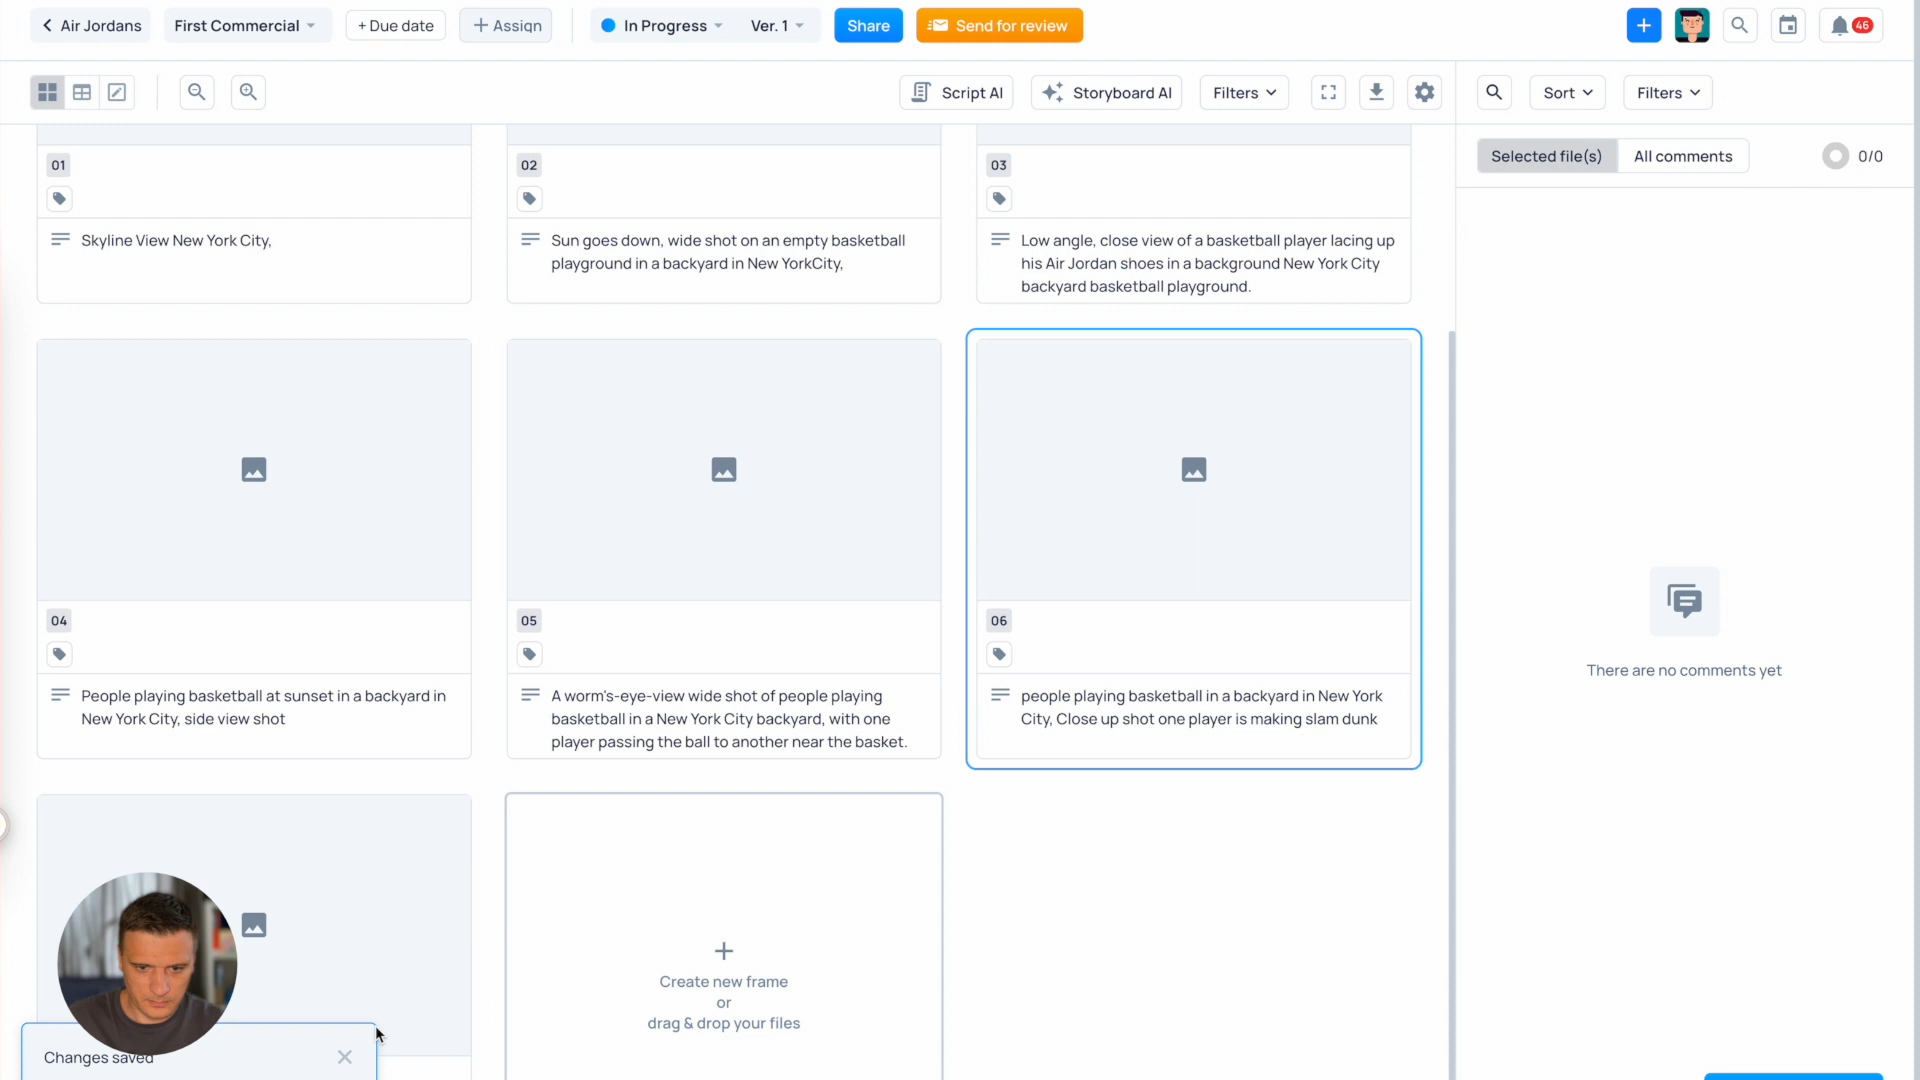 Air Jordans
First Commercial
+ Due date
+ Assign
In Progress
Ver. 1
Share
Send for review
46
Script AI
Storyboard AI
Filters
Sort
Filters
Selected file(s)
All comments
0/0
01
02
03
Skyline View New York City,
Sun goes down, wide shot on an empty basketball
playground in a backyard in New YorkCity,
Low angle, close view of a basketball player lacing up
his Air Jordan shoes in a background New York City
backyard basketball playground.
04
05
06
People playing basketball at sunset in a backyard in
New York City, side view shot
A worm's-eye-view wide shot of people playing
basketball in a New York City backyard, with one
player passing the ball to another near the basket.
people playing basketball in a backyard in New York
City, Close up shot one player is making slam dunk
There are no comments yet
Create new frame
or
drag & drop your files
Changes saved